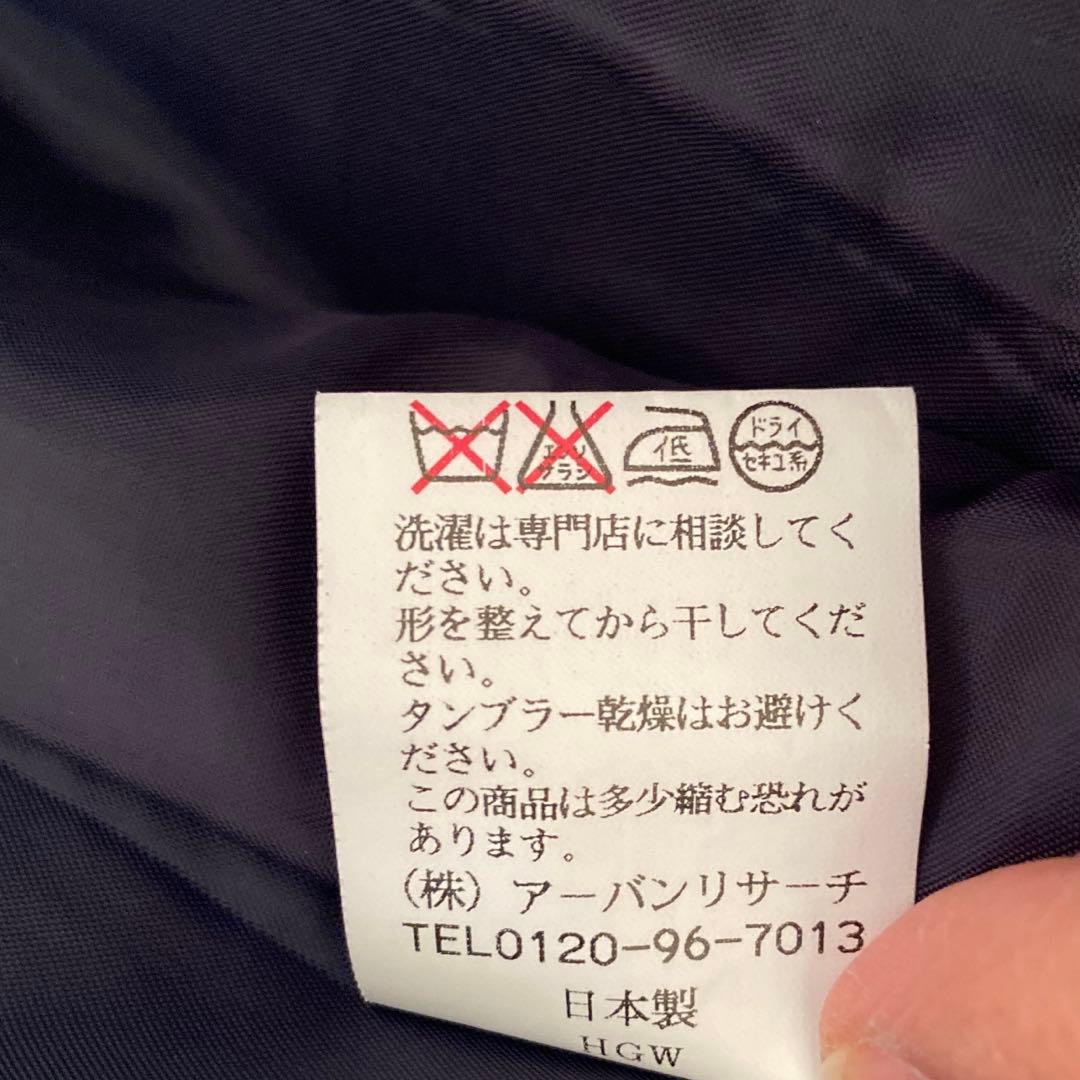 エンソ
サラシ
低
ドライ
セキユ系
洗濯は専門店に相談してく
ださい。
形を整えてから干してくだ
さい。
タンブラー乾燥はお避けく
ださい。
この商品は多少縮む恐れが
あります。
（株）アーバンリサーチ
TEL0120-96-7013
日本製
HGW